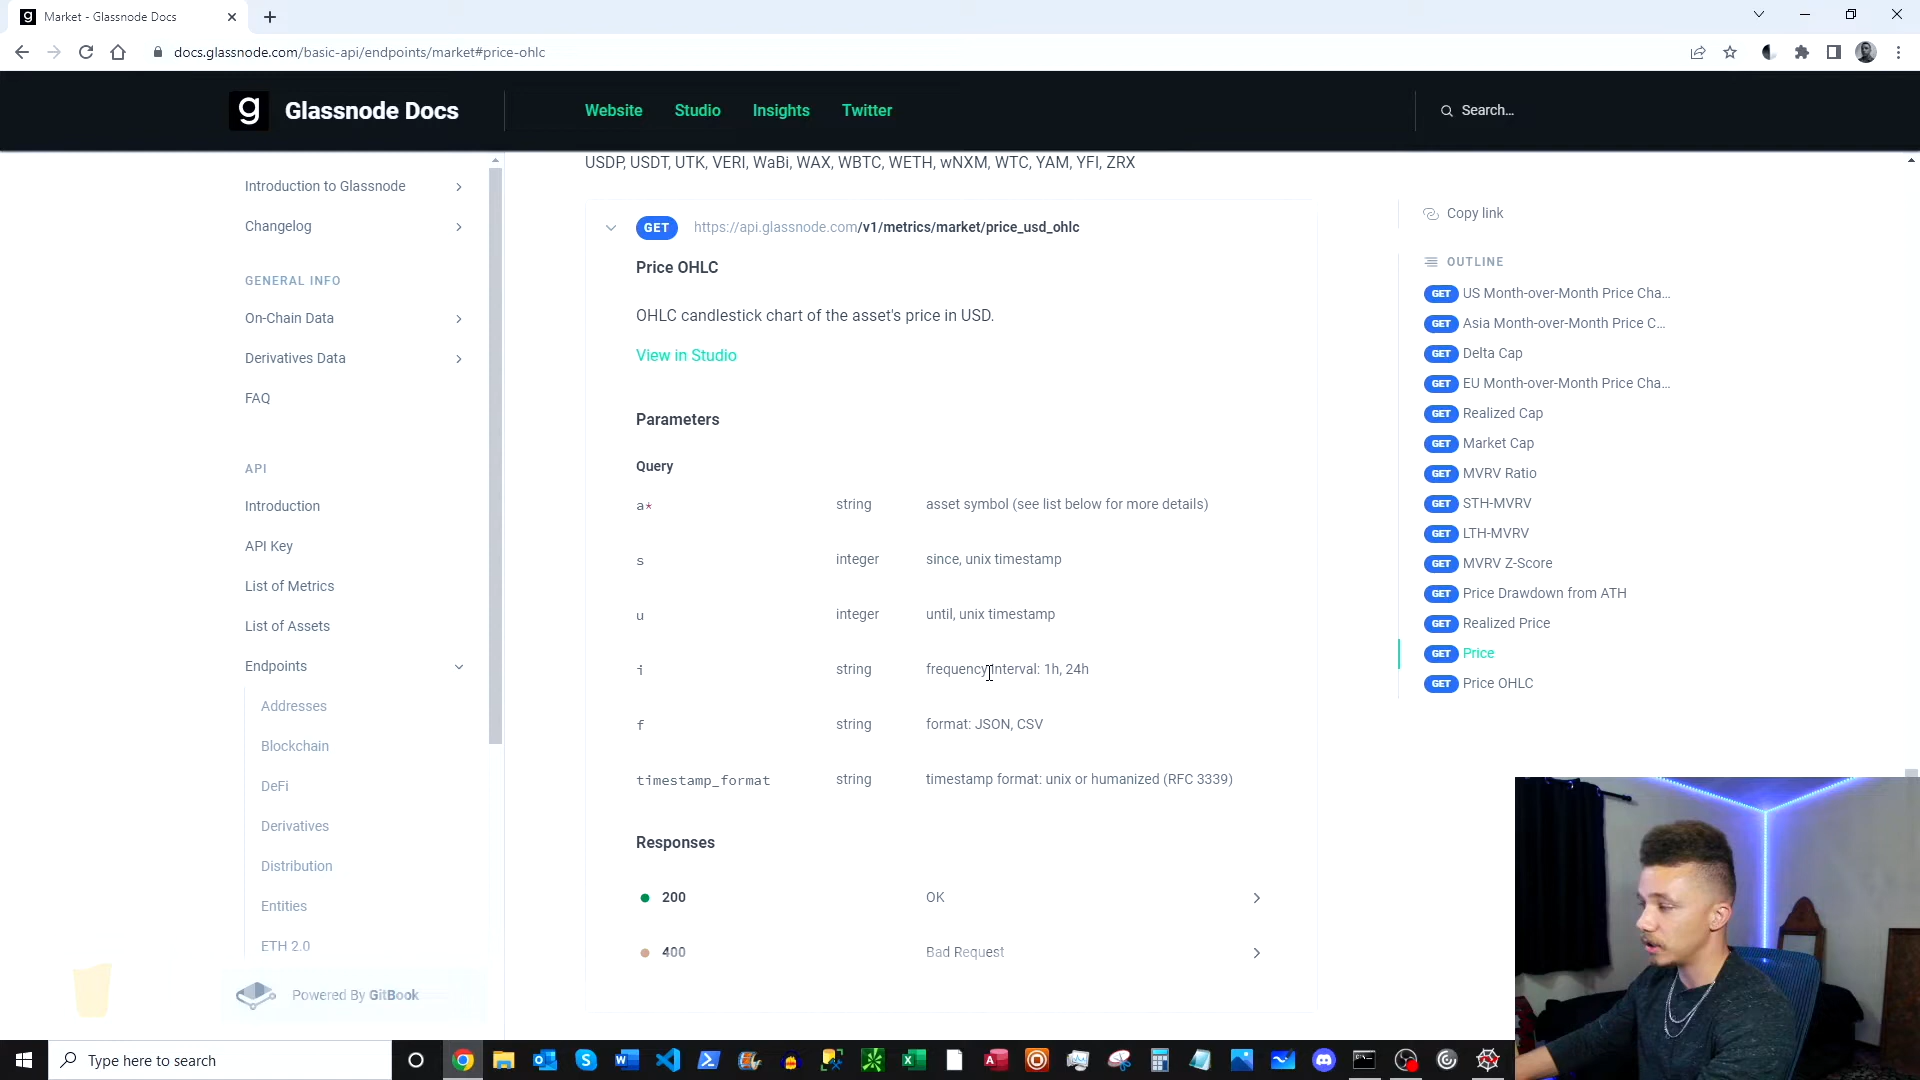 Market - Glassnode Docs
docs.glassnode.com/basic-api/endpoints/market#price-ohlc
g
Glassnode Docs
Website
Studio
Insights
Twitter
Search...
Introduction to Glassnode
Changelog
GENERAL INFO
On-Chain Data
Derivatives Data
FAQ
API
Introduction
API Key
List of Metrics
List of Assets
Endpoints
Addresses
Blockchain
DeFi
Derivatives
Distribution
Entities
ETH 2.0
Powered By GitBook
USDP, USDT, UTK, VERI, WaBi, WAX, WBTC, WETH, wNXM, WTC, YAM, YFI, ZRX
GET https://api.glassnode.com/v1/metrics/market/price_usd_ohlc
Price OHLC
OHLC candlestick chart of the asset's price in USD.
View in Studio
Parameters
Query
a* string asset symbol (see list below for more details)
s integer since, unix timestamp
u integer until, unix timestamp
i string frequency interval: 1h, 24h
f string format: JSON, CSV
timestamp_format string timestamp format: unix or humanized (RFC 3339)
Responses
200 OK
400 Bad Request
Copy link
OUTLINE
GET US Month-over-Month Price Cha...
GET Asia Month-over-Month Price C...
GET Delta Cap
GET EU Month-over-Month Price Cha...
GET Realized Cap
GET Market Cap
GET MVRV Ratio
GET STH-MVRV
GET LTH-MVRV
GET MVRV Z-Score
GET Price Drawdown from ATH
GET Realized Price
GET Price
GET Price OHLC
Type here to search